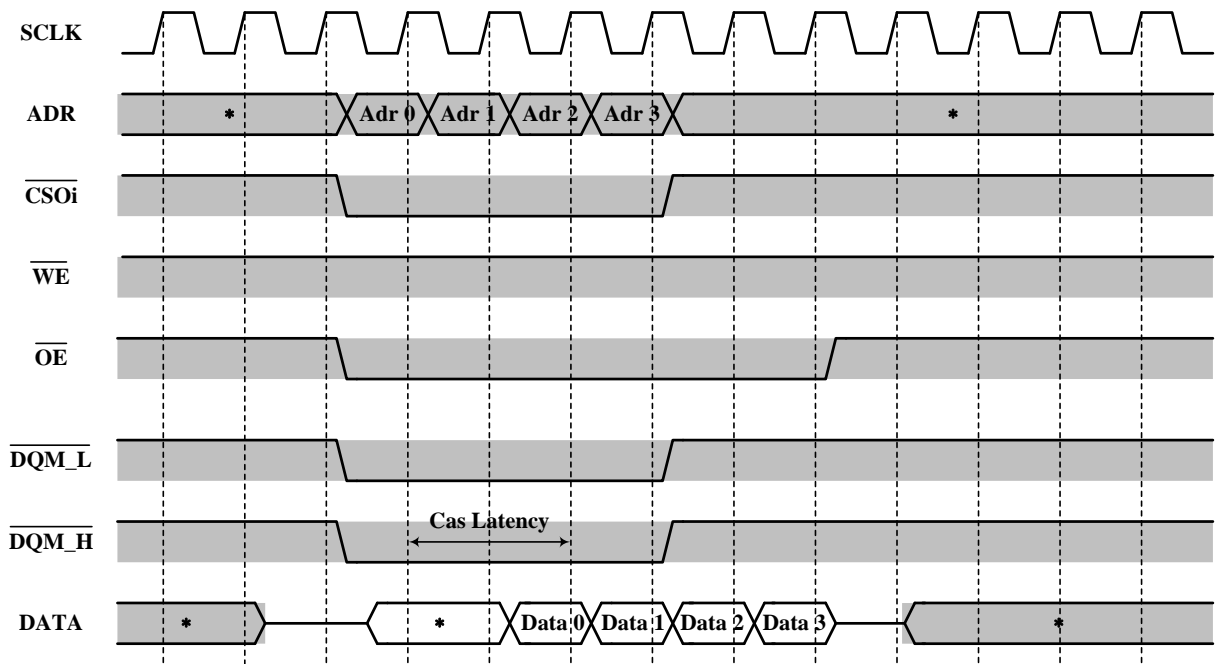 SCLK
ADR * Adr 0 Adr 1 Adr 2 Adr 3 *
CSOi
WE
OE
DQM_L
DQM_H Cas Latency
DATA * * Data 0 Data 1 Data 2 Data 3 *